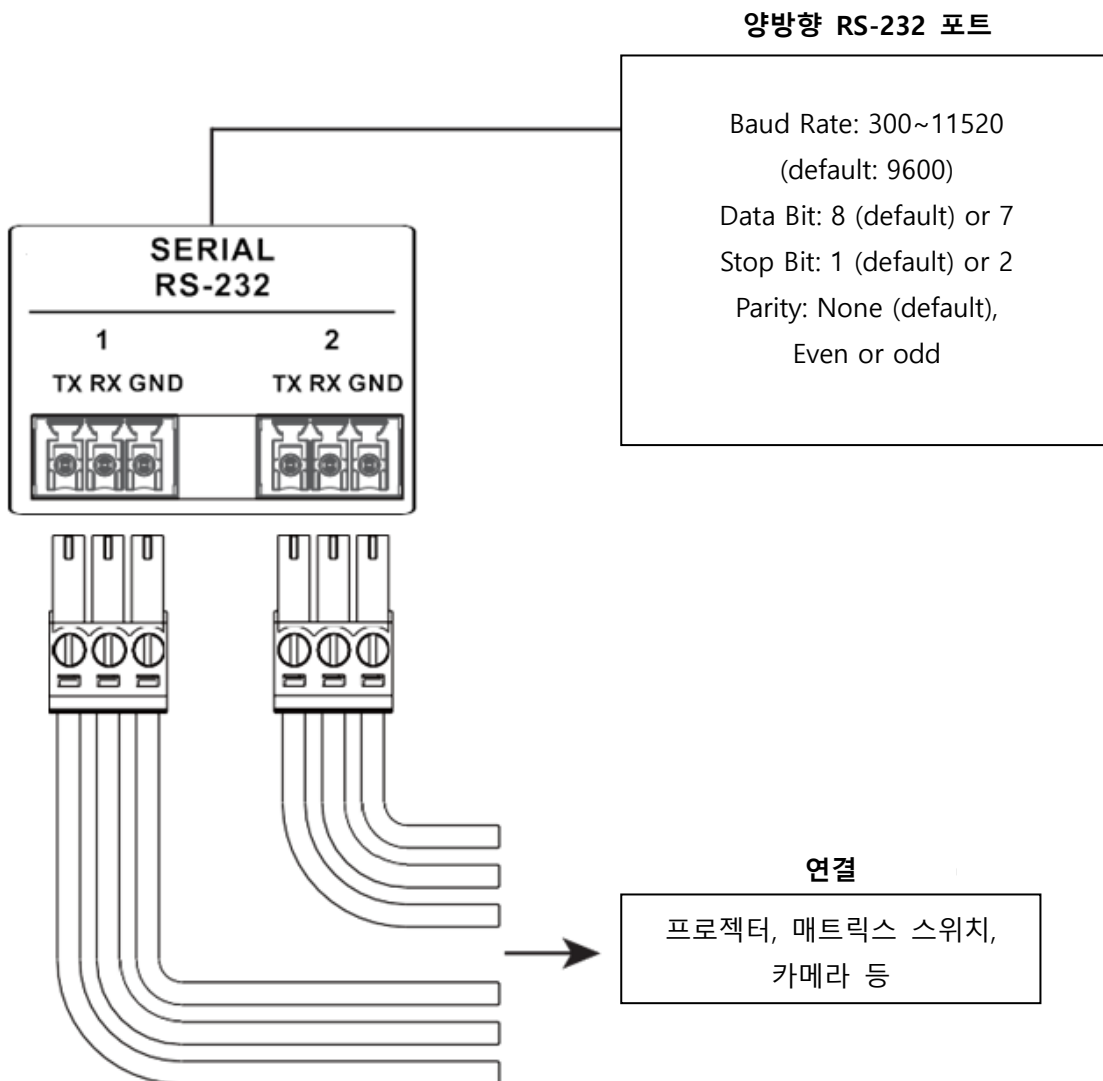 양방향 RS-232 포트
Baud Rate: 300~11520
(default: 9600)
Data Bit: 8 (default) or 7
Stop Bit: 1 (default) or 2
Parity: None (default),
Even or odd
SERIAL
RS-232
1 2
TX RX GND TX RX GND
연결
프로젝터, 매트릭스 스위치,
카메라 등